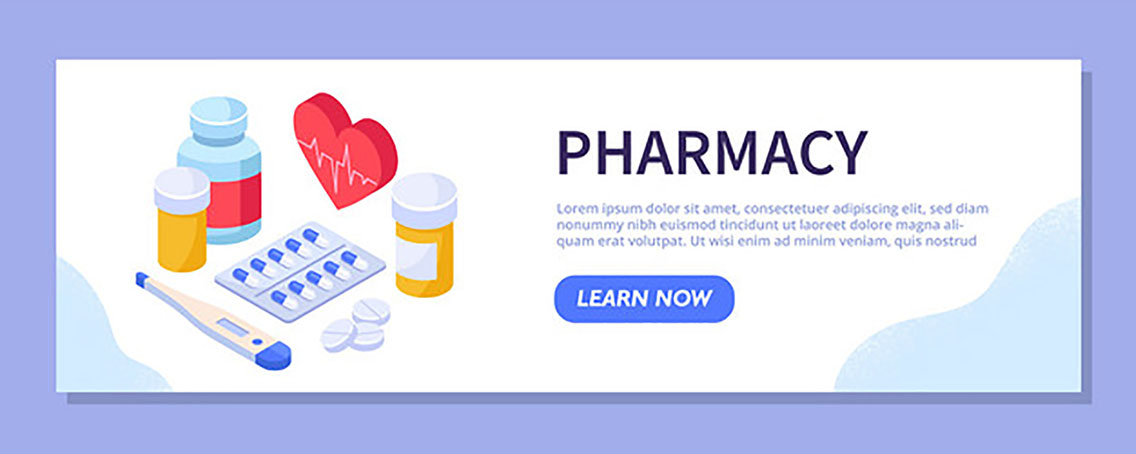 PHARMACY
Lorem ipsum dolor sit amet, consectetuer adipiscing elit, sed diam
nonummy nibh euismod tincidunt ut laoreet dolore magna ali-
quam erat volutpat. Ut wisi enim ad minim veniam, quis nostrud
LEARN NOW